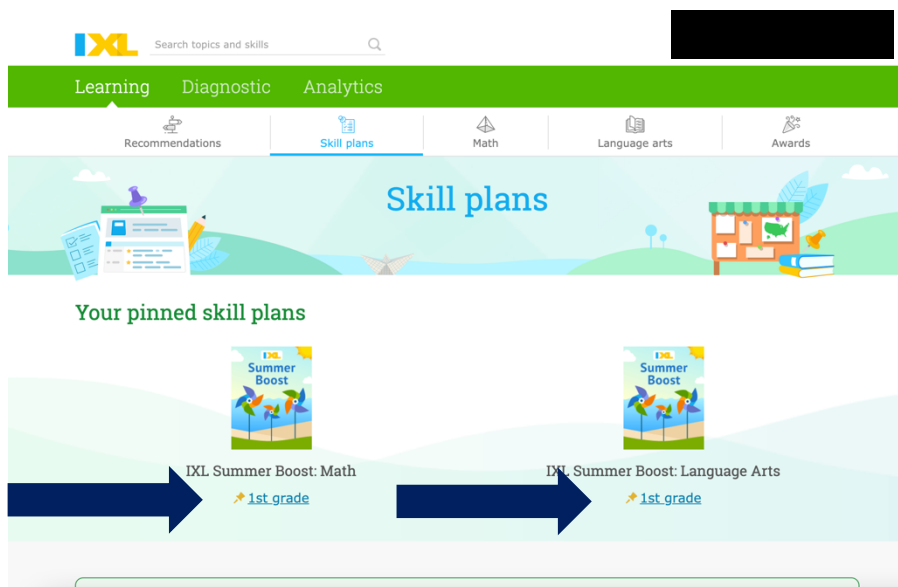 IXL Search topics and skills
Learning Diagnostic Analytics
Recommendations Skill plans Math Language arts Awards
Skill plans
Your pinned skill plans
IXL
Summer
Boost
IXL
Summer
Boost
IXL Summer Boost: Math
IXL Summer Boost: Language Arts
1st grade
1st grade